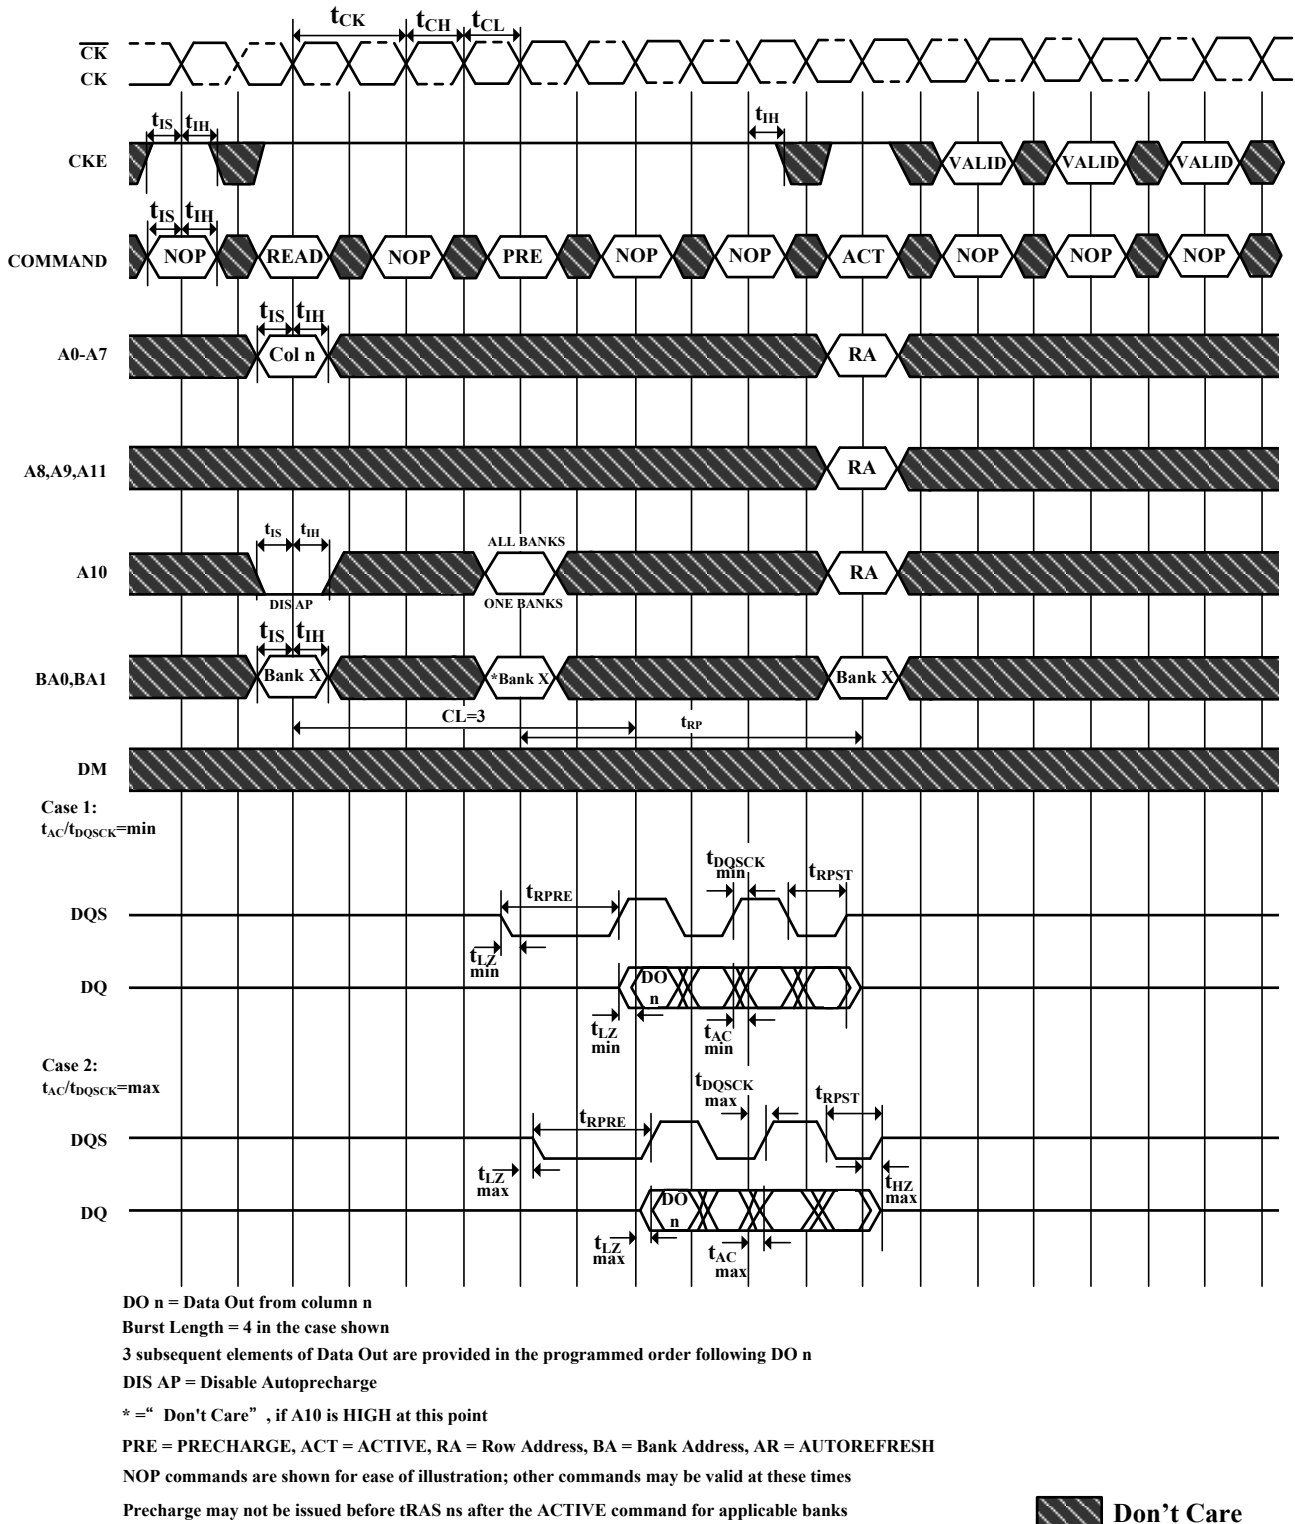 tCK tCH tCL
CK
CK
tIS tIH tIH
CKE VALID VALID VALID
tIS tIH
COMMAND NOP READ NOP PRE NOP NOP ACT NOP NOP NOP
tIS tIH
A0-A7 Col n RA
A8,A9,A11 RA
tIS tIH ALL BANKS
A10 RA
DIS AP ONE BANKS
tIS tIH
BA0,BA1 Bank X *Bank X Bank X
CL=3 tRP
DM
Case 1:
tAC/tDQSCK=min
tDQSCK
min tRPST
tRPRE
DQS
tLZ
min
DQ DO
n
tLZ
min tAC
min
Case 2:
tAC/tDQSCK=max
tDQSCK
max tRPST
tRPRE
DQS
tLZ
max tHZ
max
DQ DO
n
tLZ
max tAC
max
DO n = Data Out from column n
Burst Length = 4 in the case shown
3 subsequent elements of Data Out are provided in the programmed order following DO n
DIS AP = Disable Autoprecharge
* =“ Don't Care” , if A10 is HIGH at this point
PRE = PRECHARGE, ACT = ACTIVE, RA = Row Address, BA = Bank Address, AR = AUTOREFRESH
NOP commands are shown for ease of illustration; other commands may be valid at these times
Precharge may not be issued before tRAS ns after the ACTIVE command for applicable banks
Don’t Care